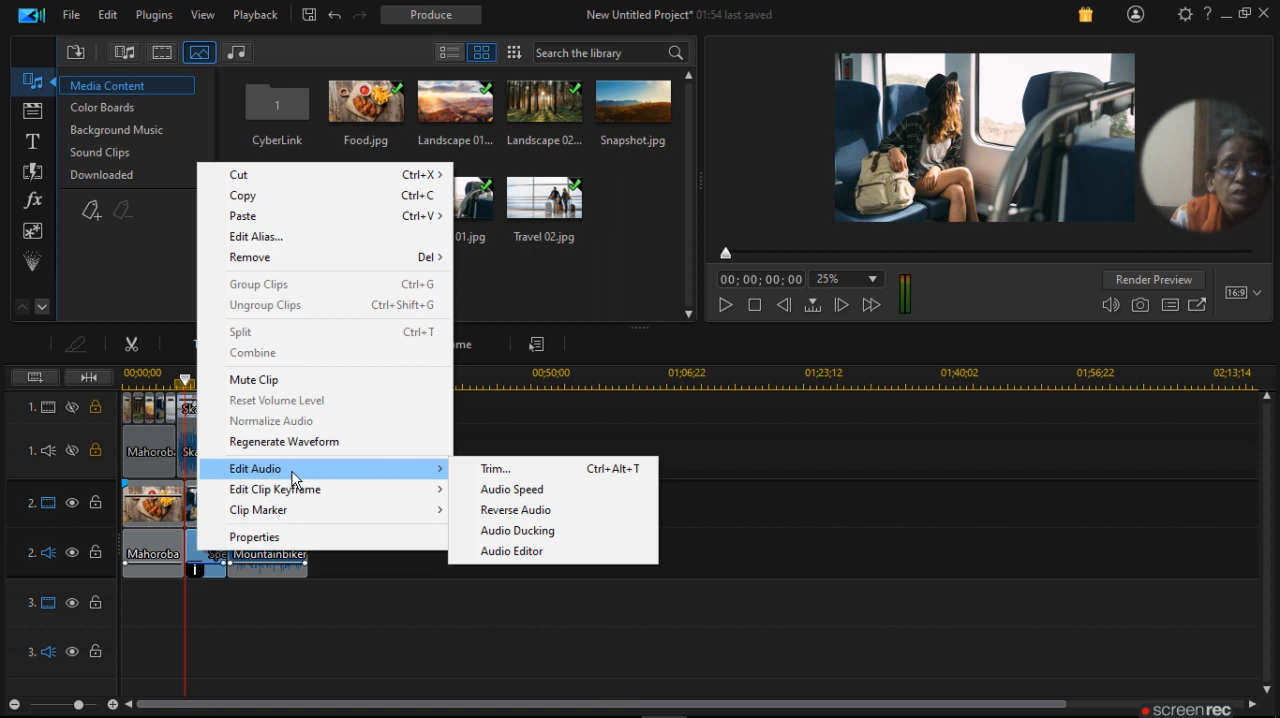 File Edit Plugins View Playback Produce New Untitled Project* 01:54 last saved
Search the library
Media Content
Color Boards
Background Music
Sound Clips
Downloaded
1
CyberLink Food.jpg Landscape 01... Landscape 02... Snapshot.jpg
01.jpg Travel 02.jpg
Cut Ctrl+X
Copy Ctrl+C
Paste Ctrl+V
Edit Alias...
Remove Del
Group Clips Ctrl+G
Ungroup Clips Ctrl+Shift+G
Split Ctrl+T
Combine
Mute Clip
Reset Volume Level
Normalize Audio
Regenerate Waveform
Edit Audio
Edit Clip Keyframe
Clip Marker
Properties
Trim... Ctrl+Alt+T
Audio Speed
Reverse Audio
Audio Ducking
Audio Editor
00;00;00;00 25% Render Preview
16:9
ame
00;00;00 00;50;00 01;06;22 01;23;12 01;40;02 01;56;22 02;13;14
1. Ska
1. Mahorob. Ska
2.
2. Mahoroba Spe Mountainbiker
3.
3.
screenrec